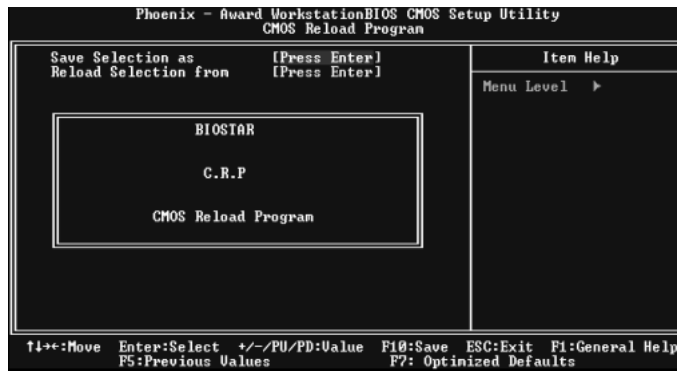 Phoenix - Award WorkstationBIOS CMOS Setup Utility
CMOS Reload Program
Save Selection as [Press Enter]
Reload Selection from [Press Enter]
Item Help
Menu Level ►
BIOSTAR
C.R.P
CMOS Reload Program
↑↓→←:Move Enter:Select +/-/PU/PD:Value F10:Save ESC:Exit F1:General Help
F5:Previous Values F7: Optimized Defaults